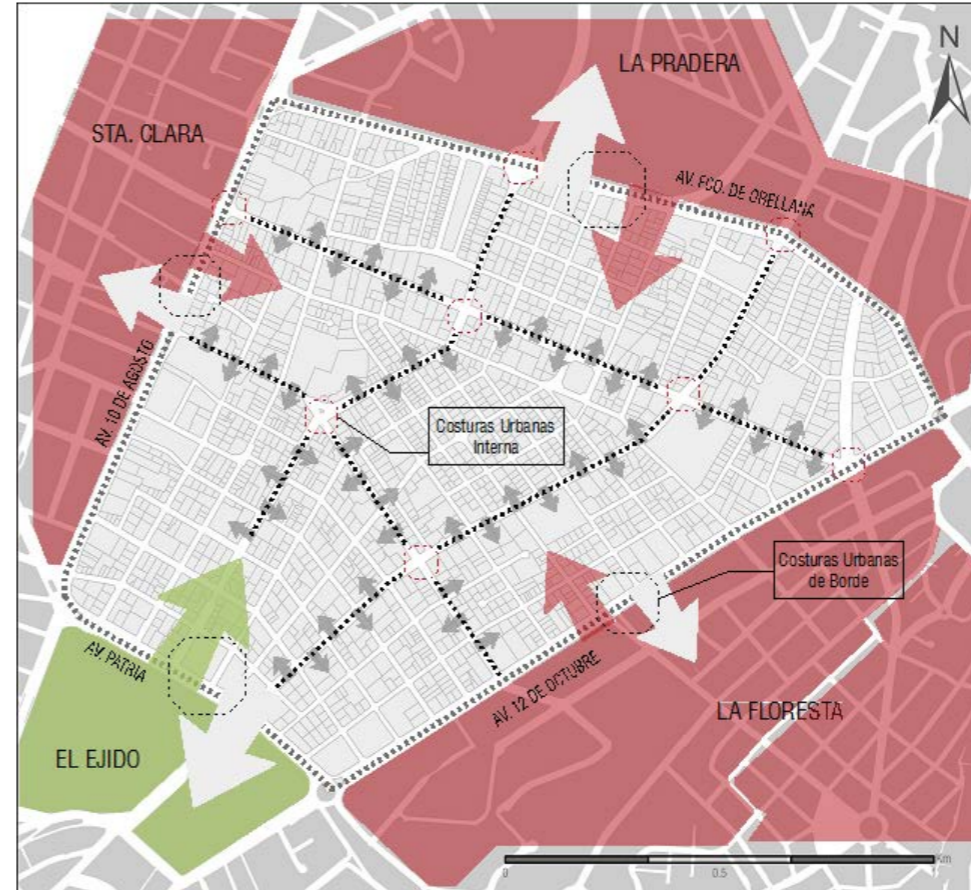 LA PRADERA
N
STA. CLARA
AV. FCO. DE ORELLANA
AV. 10 DE AGOSTO
Costuras Urbanas
Interna
Costuras Urbanas
de Borde
AV. PATRIA
AV. 12 DE OCTUBRE
LA FLORESTA
EL EJIDO
0
0.5
Km